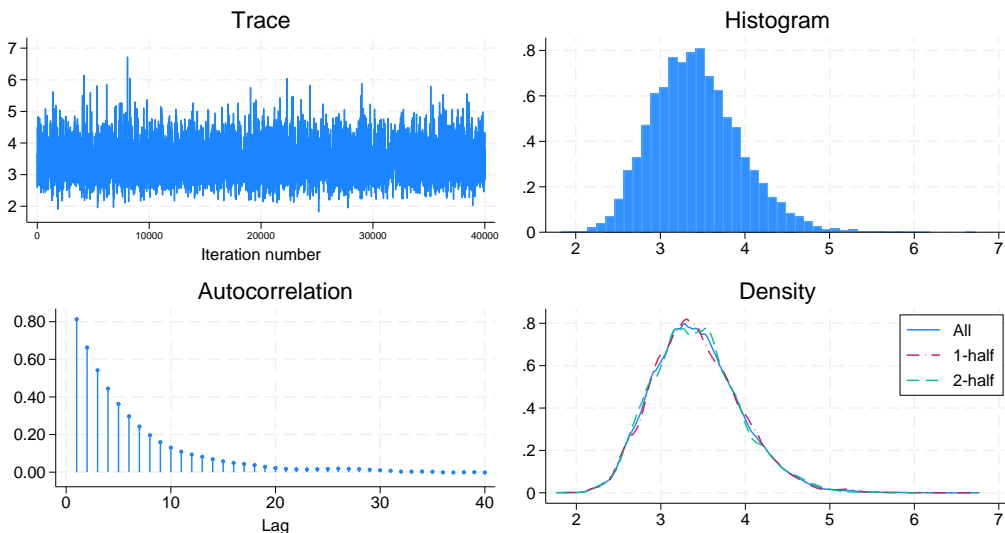 Trace
7
6
5
4
3
2
0 10000 20000 30000 40000
Iteration number
Histogram
.8
.6
.4
.2
0
2 3 4 5 6 7
Autocorrelation
0.80
0.60
0.40
0.20
0.00
0 10 20 30 40
Lag
Density
All
1-half
2-half
.8
.6
.4
.2
0
2 3 4 5 6 7